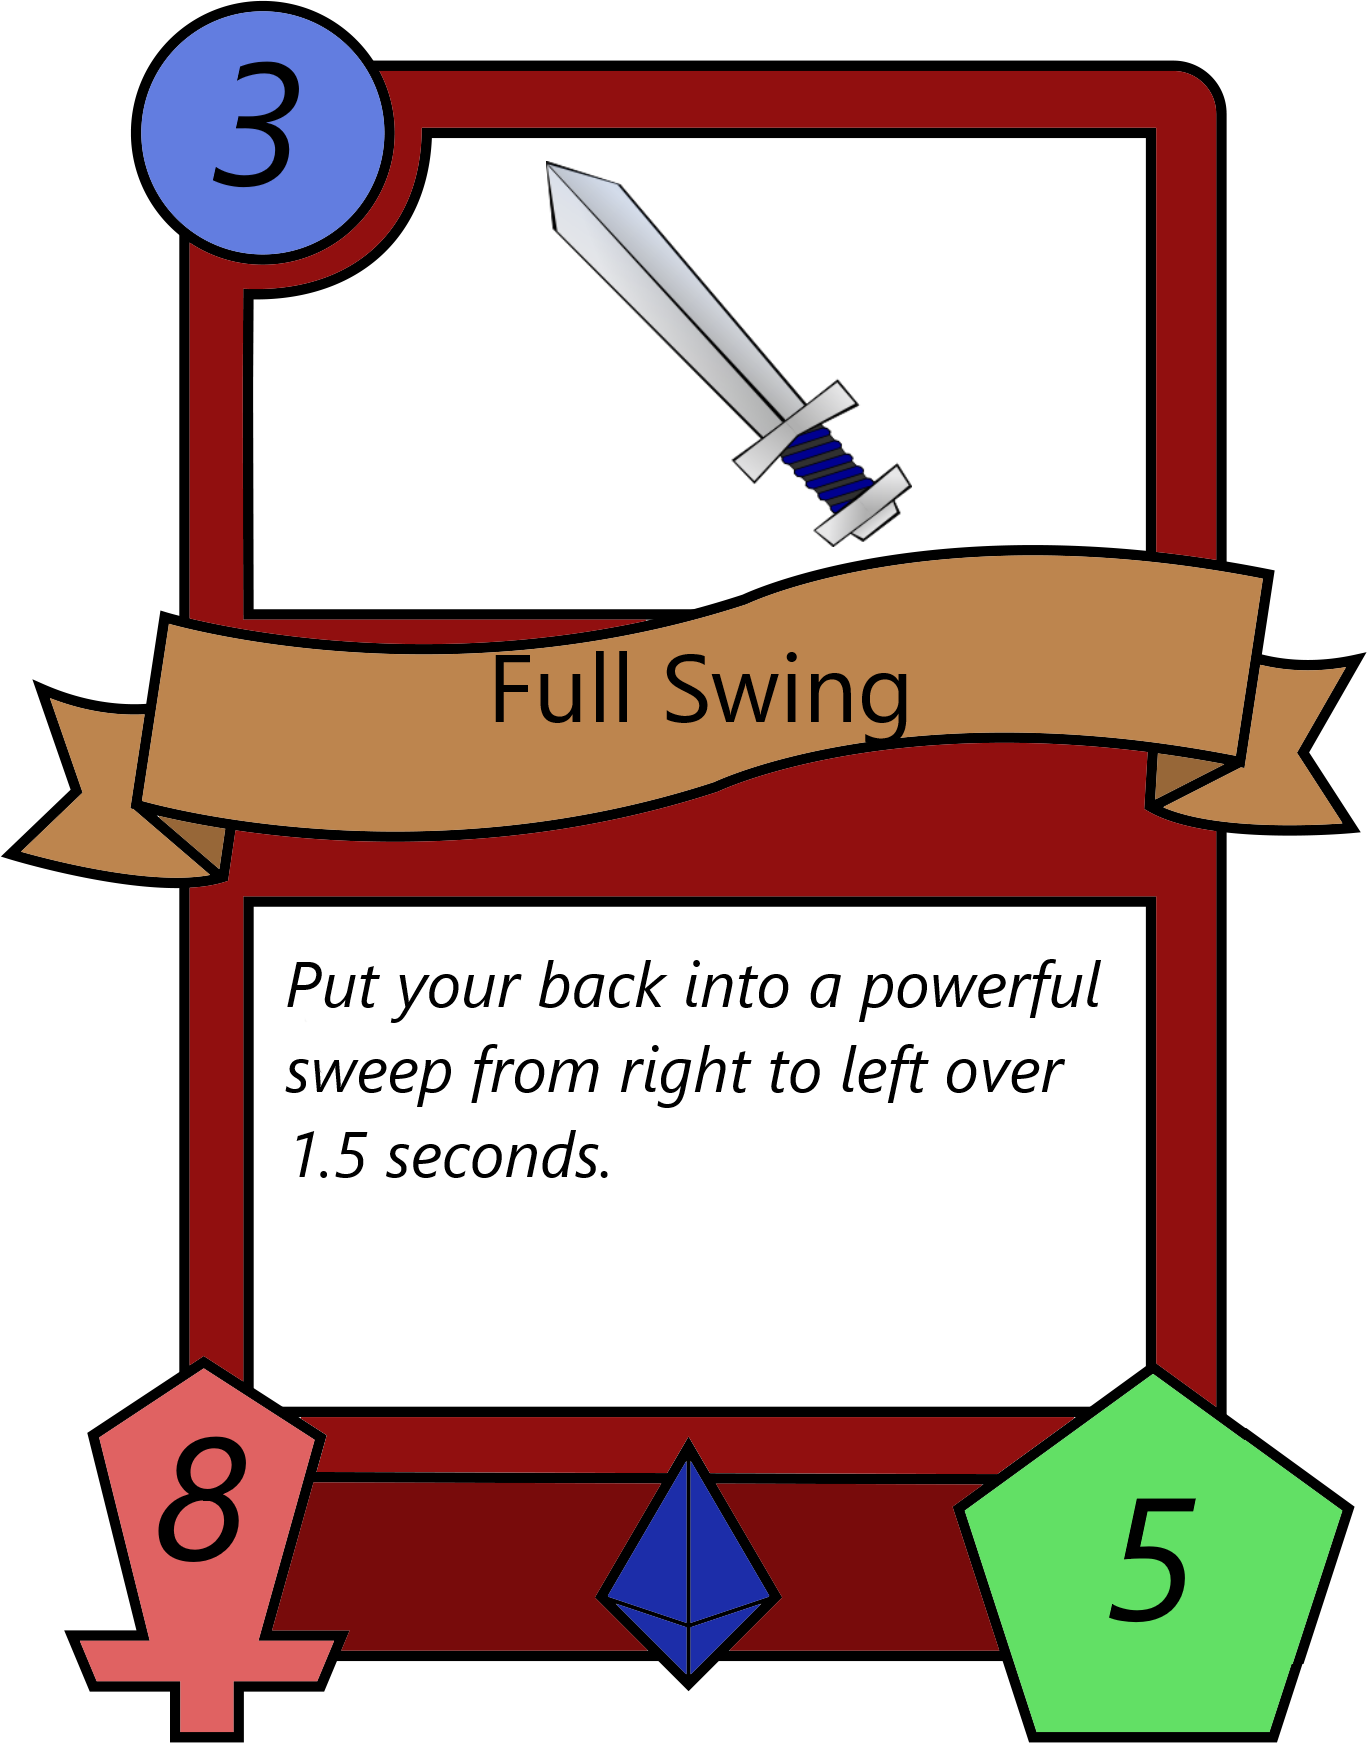 3
Full Swing
Put your back into a powerful
sweep from right to left over
1.5 seconds.
8
5